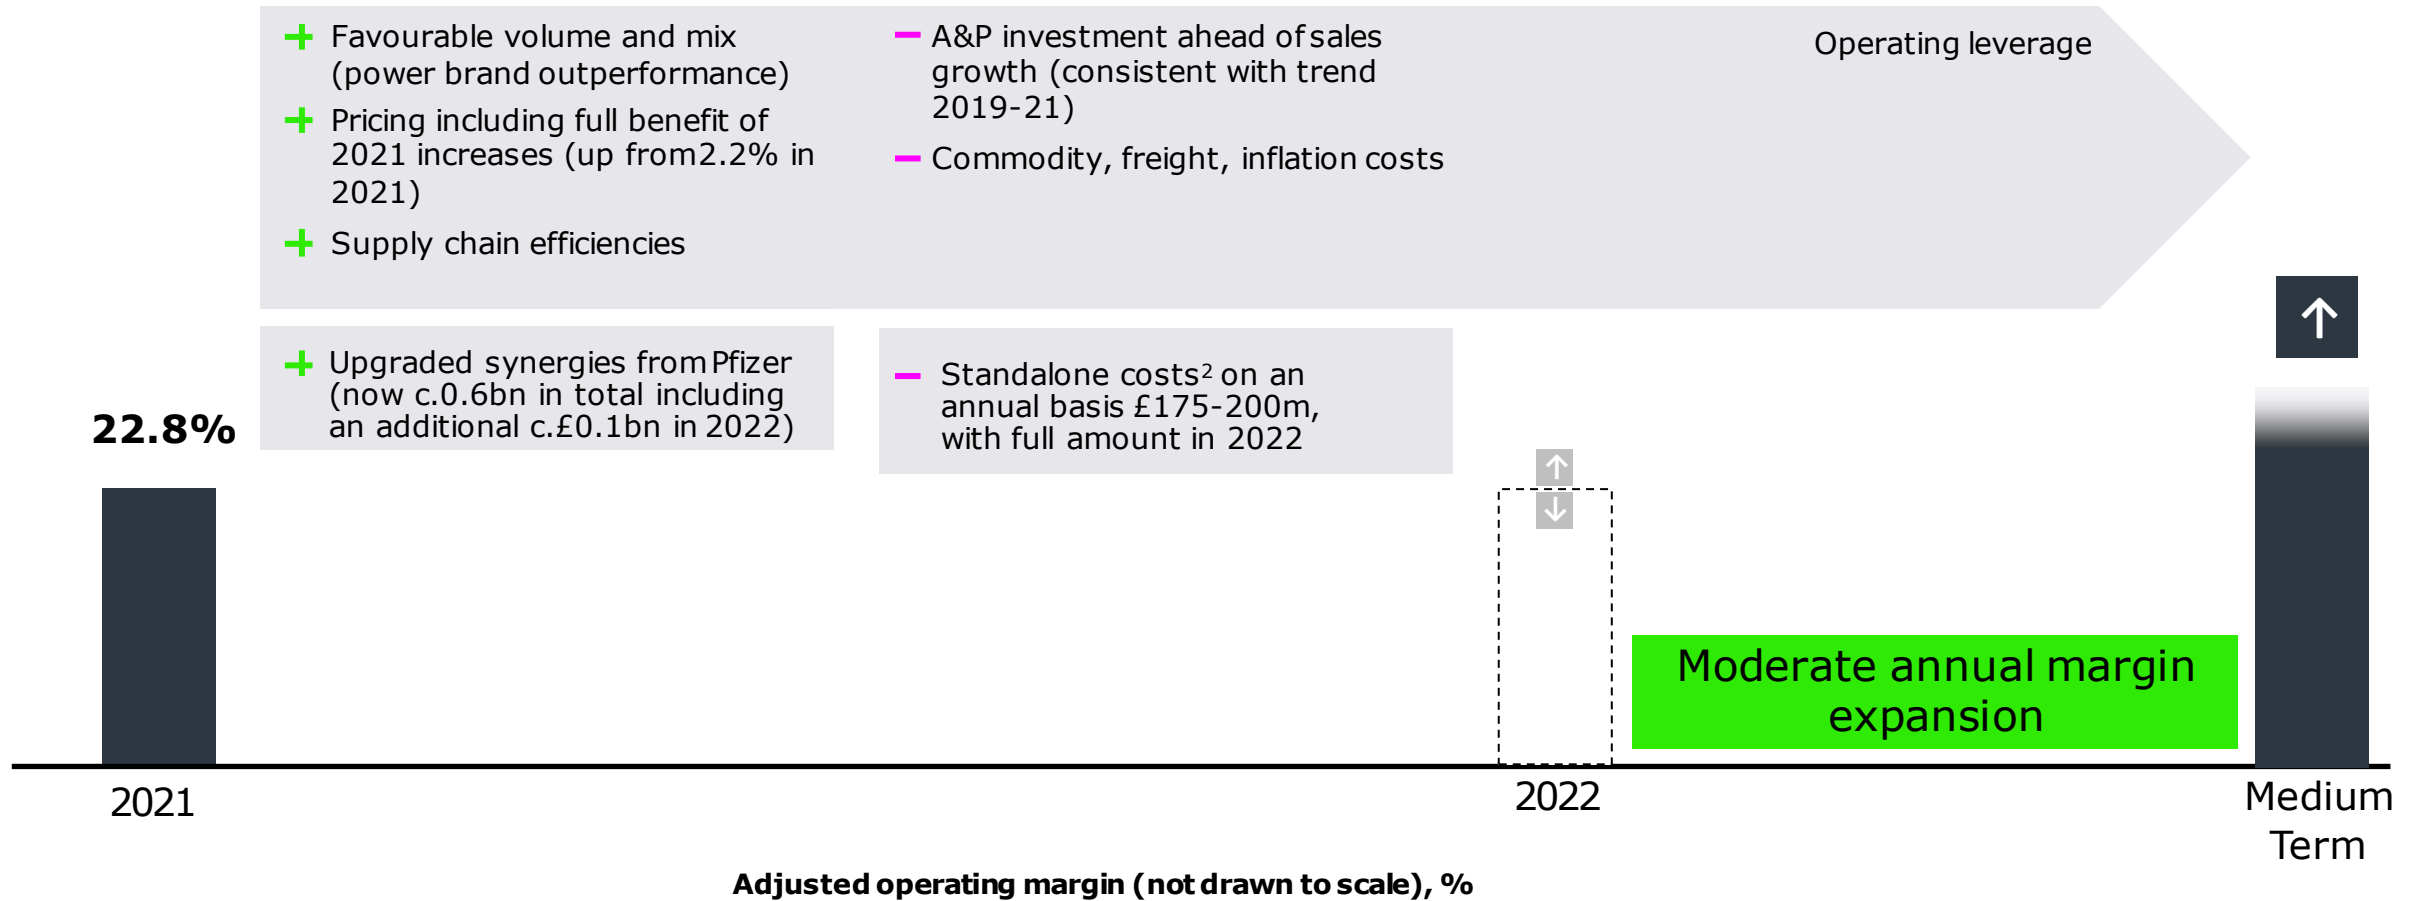 Favourable volume and mix
(power brand outperformance)
Pricing including full benefit of
2021 increases (up from 2.2% in
2021)
Supply chain efficiencies
A&P investment ahead of sales
growth (consistent with trend
2019-21)
Commodity, freight, inflation costs
Operating leverage
Upgraded synergies from Pfizer
(now c.0.6bn in total including
an additional c.£0.1bn in 2022)
Standalone costs² on an
annual basis £175-200m,
with full amount in 2022
22.8%
Moderate annual margin
expansion
2021
2022
Medium
Term
Adjusted operating margin (not drawn to scale), %